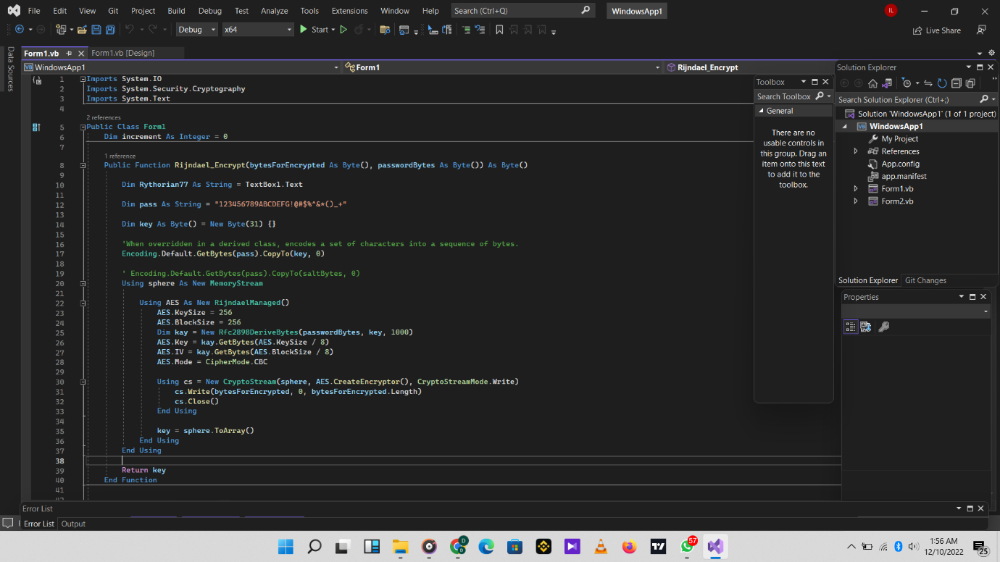 File Edit View Git Project Build Debug Test Analyze Tools Extensions Window Help Search (Ctrl+Q) WindowsApp1 IL
Debug x64 Start Live Share
Data Sources
Form1.vb Form1.vb [Design]
VB WindowsApp1 Form1 Rijndael_Encrypt
1 Imports System.IO
2 Imports System.Security.Cryptography
3 Imports System.Text
4
2 references
5 Public Class Form1
6 Dim increment As Integer = 0
7
1 reference
8 Public Function Rijndael_Encrypt(bytesForEncrypted As Byte(), passwordBytes As Byte()) As Byte()
9
10 Dim Rythorian77 As String = TextBox1.Text
11
12 Dim pass As String = "123456789ABCDEFG!@#$%^&*()_+"
13
14 Dim key As Byte() = New Byte(31) {}
15
16 'When overridden in a derived class, encodes a set of characters into a sequence of bytes.
17 Encoding.Default.GetBytes(pass).CopyTo(key, 0)
18
19 ' Encoding.Default.GetBytes(pass).CopyTo(saltBytes, 0)
20 Using sphere As New MemoryStream
21
22 Using AES As New RijndaelManaged()
23 AES.KeySize = 256
24 AES.BlockSize = 256
25 Dim kay = New Rfc2898DeriveBytes(passwordBytes, key, 1000)
26 AES.Key = kay.GetBytes(AES.KeySize / 8)
27 AES.IV = kay.GetBytes(AES.BlockSize / 8)
28 AES.Mode = CipherMode.CBC
29
30 Using cs = New CryptoStream(sphere, AES.CreateEncryptor(), CryptoStreamMode.Write)
31 cs.Write(bytesForEncrypted, 0, bytesForEncrypted.Length)
32 cs.Close()
33 End Using
34
35 key = sphere.ToArray()
36 End Using
37 End Using
38
39 Return key
40 End Function
41
Toolbox
Search Toolbox
General
There are no
usable controls in
this group. Drag an
item onto this text
to add it to the
toolbox.
Solution Explorer
Search Solution Explorer (Ctrl+;)
Solution 'WindowsApp1' (1 of 1 project)
VB WindowsApp1
My Project
References
App.config
app.manifest
Form1.vb
Form2.vb
Solution Explorer Git Changes
Properties
Error List
Error List Output
57
1:56 AM
12/10/2022
25